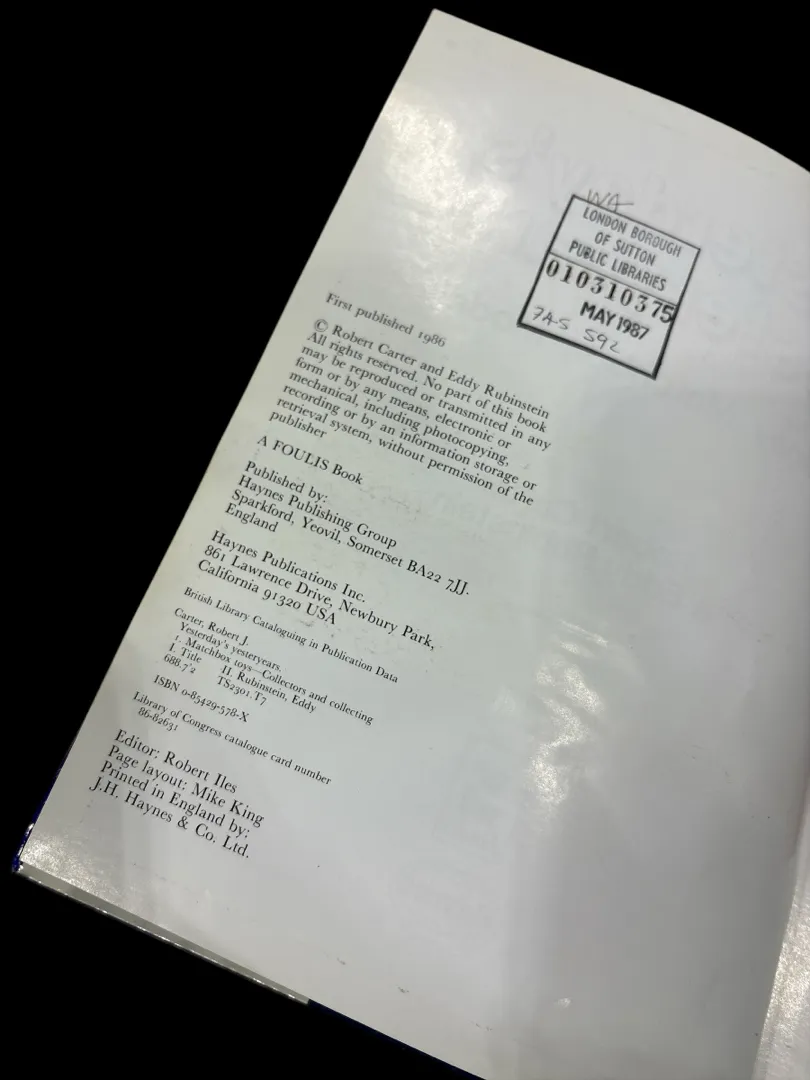 WA
LONDON BOROUGH
OF SUTTON
PUBLIC LIBRARIES
010310375
MAY 1987
745 592
First published 1986
© Robert Carter and Eddy Rubinstein
All rights reserved. No part of this book
may be reproduced or transmitted in any
form or by any means, electronic or
mechanical, including photocopying,
recording or by an information storage or
retrieval system, without permission of the
publisher
A FOULIS Book
Published by:
Haynes Publishing Group
Sparkford, Yeovil, Somerset BA22 7JJ.
England
Haynes Publications Inc.
861 Lawrence Drive, Newbury Park,
California 91320 USA
British Library Cataloguing in Publication Data
Carter, Robert J.
Yesterday's yesteryears.
1. Matchbox toys—Collectors and collecting
I. Title II. Rubinstein, Eddy
688.7'2 TS2301.T7
ISBN 0-85429-578-X
Library of Congress catalogue card number
86-82631
Editor: Robert Iles
Page layout: Mike King
Printed in England by:
J.H. Haynes & Co. Ltd.